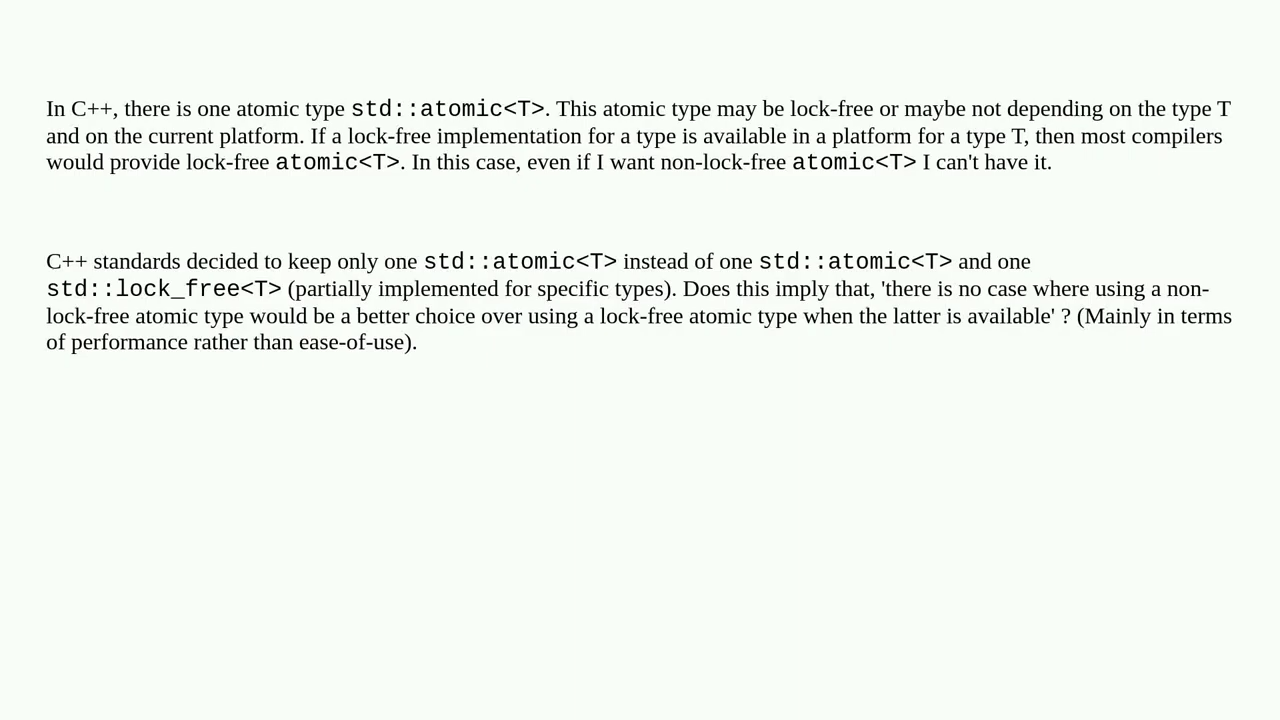 In C++, there is one atomic type std::atomic<T>. This atomic type may be lock-free or maybe not depending on the type T
and on the current platform. If a lock-free implementation for a type is available in a platform for a type T, then most compilers
would provide lock-free atomic<T>. In this case, even if I want non-lock-free atomic<T> I can't have it.
C++ standards decided to keep only one std::atomic<T> instead of one std::atomic<T> and one
std::lock_free<T> (partially implemented for specific types). Does this imply that, 'there is no case where using a non-
lock-free atomic type would be a better choice over using a lock-free atomic type when the latter is available' ? (Mainly in terms
of performance rather than ease-of-use).